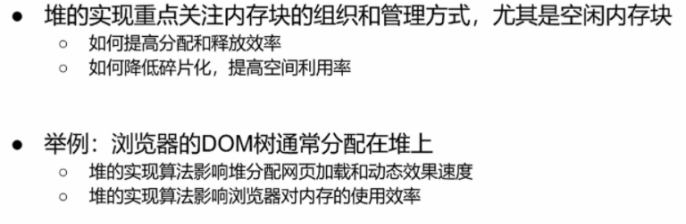 ● 堆的实现重点关注内存块的组织和管理方式，尤其是空闲内存块
○ 如何提高分配和释放效率
○ 如何降低碎片化，提高空间利用率
● 举例：浏览器的DOM树通常分配在堆上
○ 堆的实现算法影响堆分配网页加载和动态效果速度
○ 堆的实现算法影响浏览器对内存的使用效率